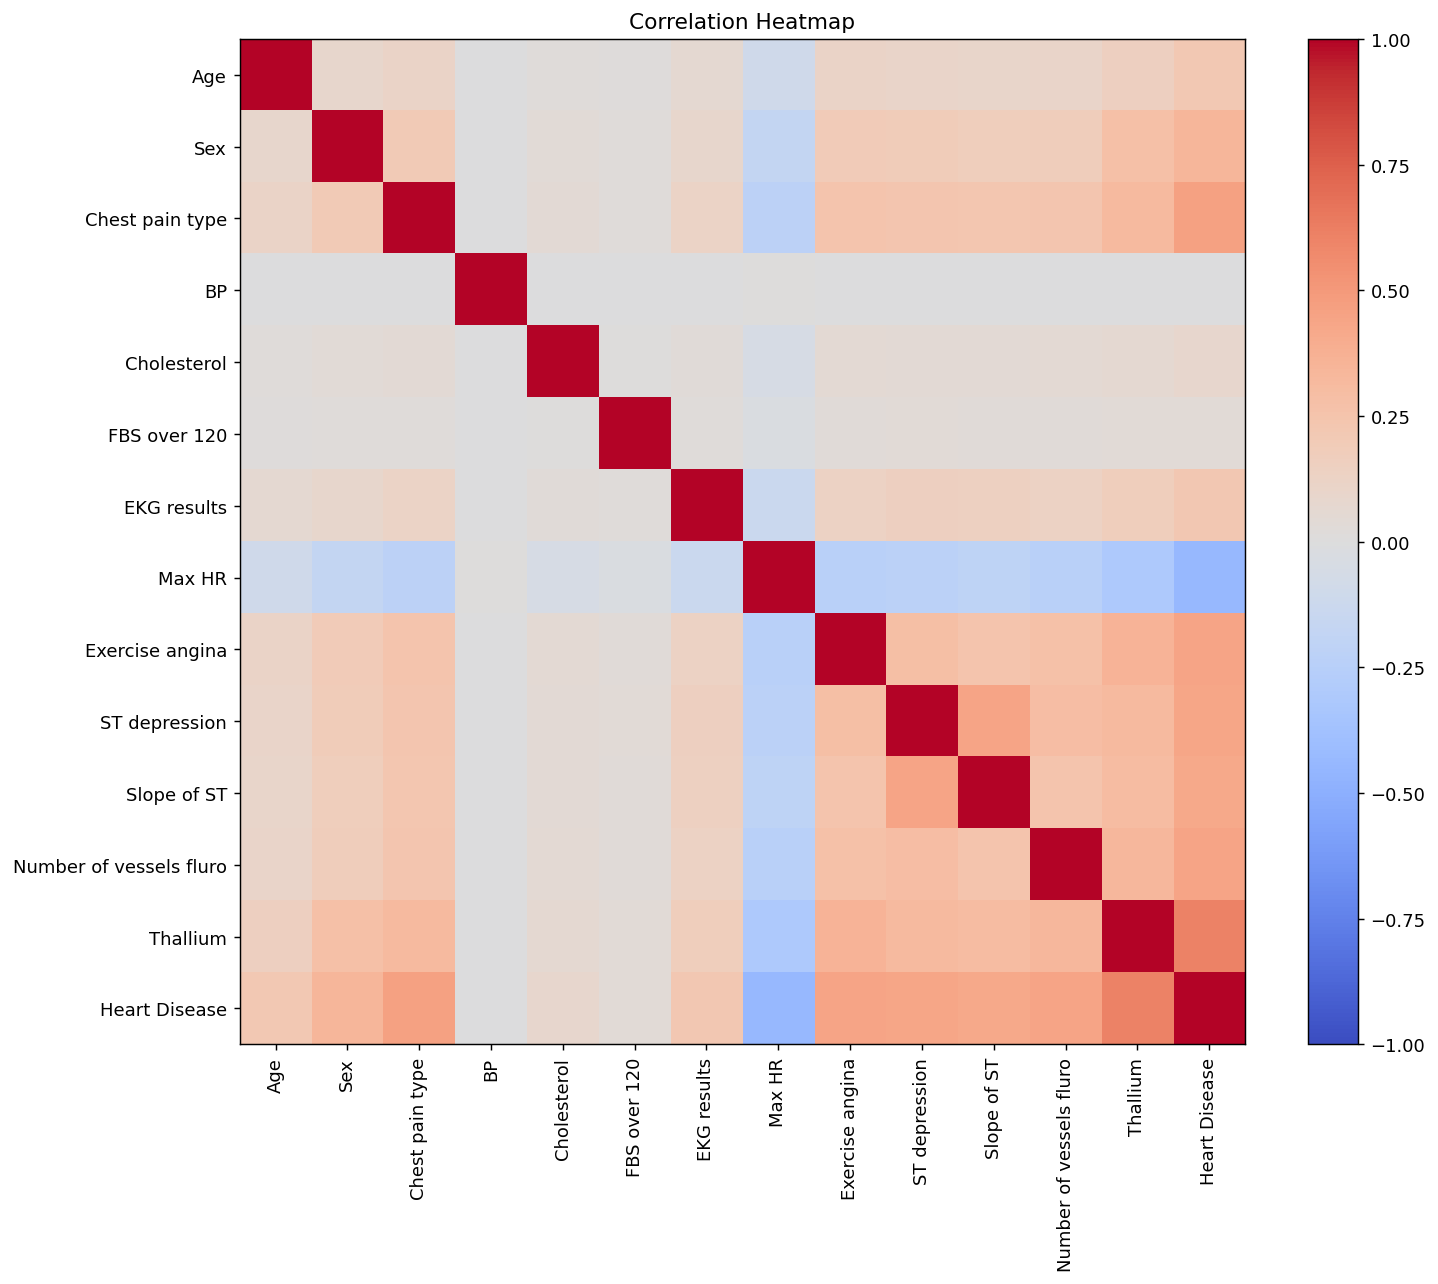 Correlation Heatmap
Age
Sex
Chest pain type
BP
Cholesterol
FBS over 120
EKG results
Max HR
Exercise angina
ST depression
Slope of ST
Number of vessels fluro
Thallium
Heart Disease
Age
Sex
Chest pain type
BP
Cholesterol
FBS over 120
EKG results
Max HR
Exercise angina
ST depression
Slope of ST
Number of vessels fluro
Thallium
Heart Disease
1.00
0.75
0.50
0.25
0.00
−0.25
−0.50
−0.75
−1.00